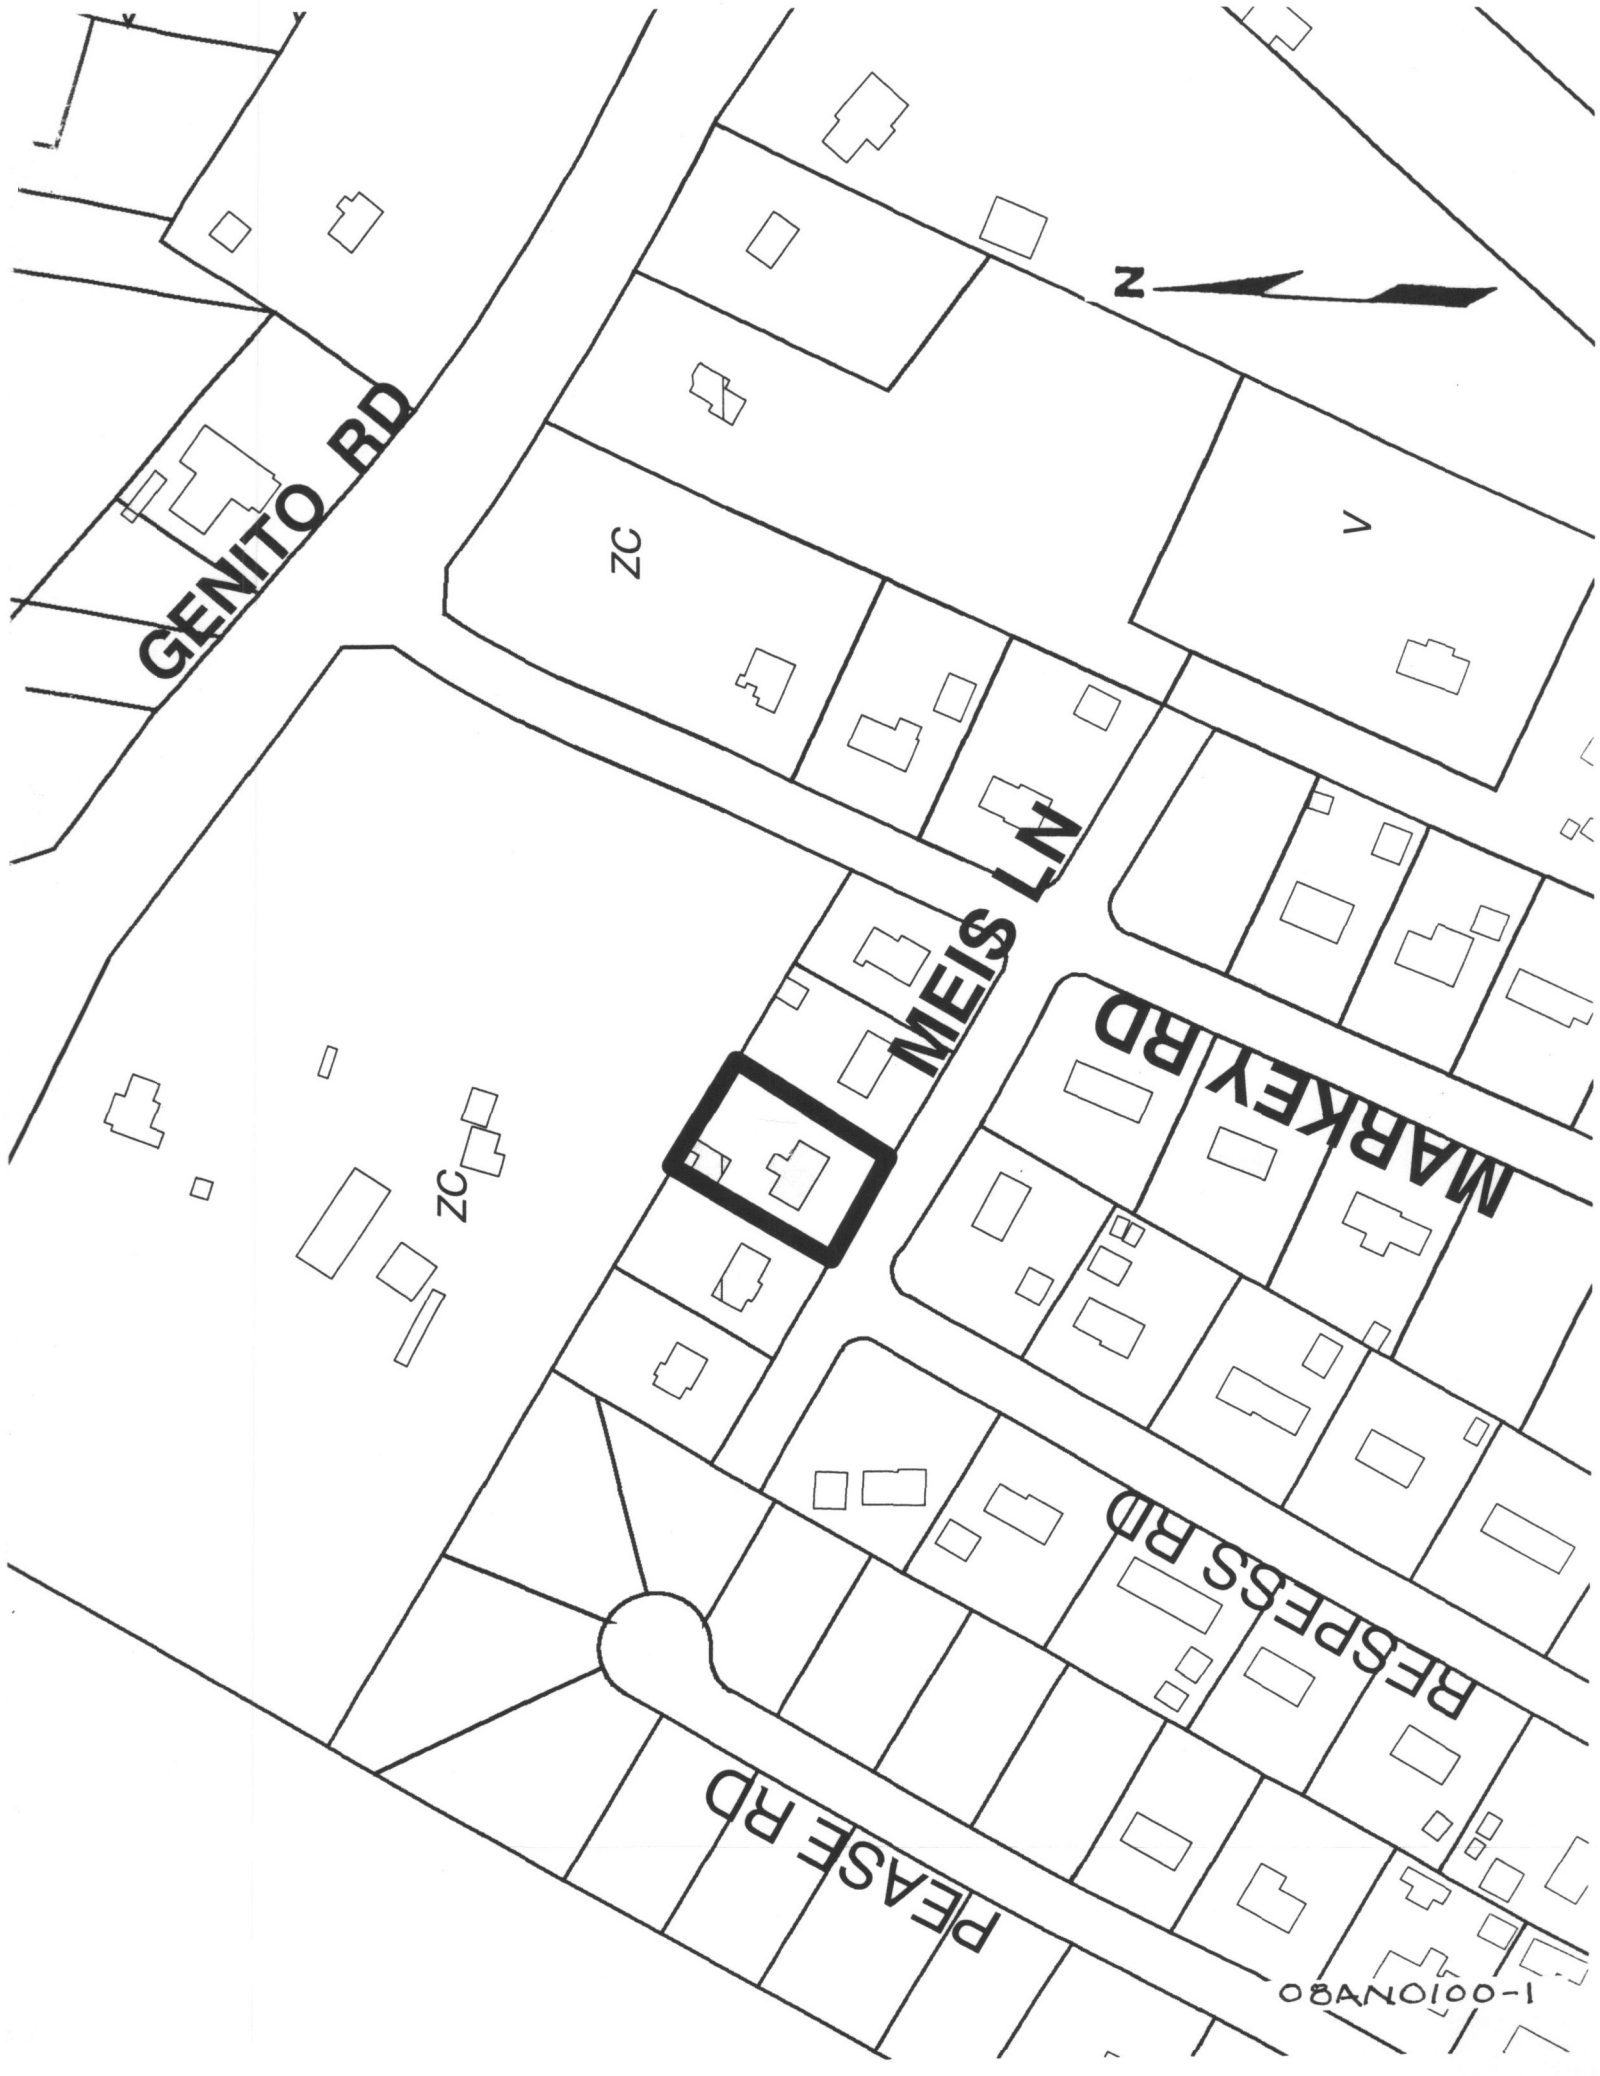 Z
GENITO RD
ZC
V
MEIS LN
MARKEY RD
ZC
RESPESS RD
PEASE RD
08AN0100-1